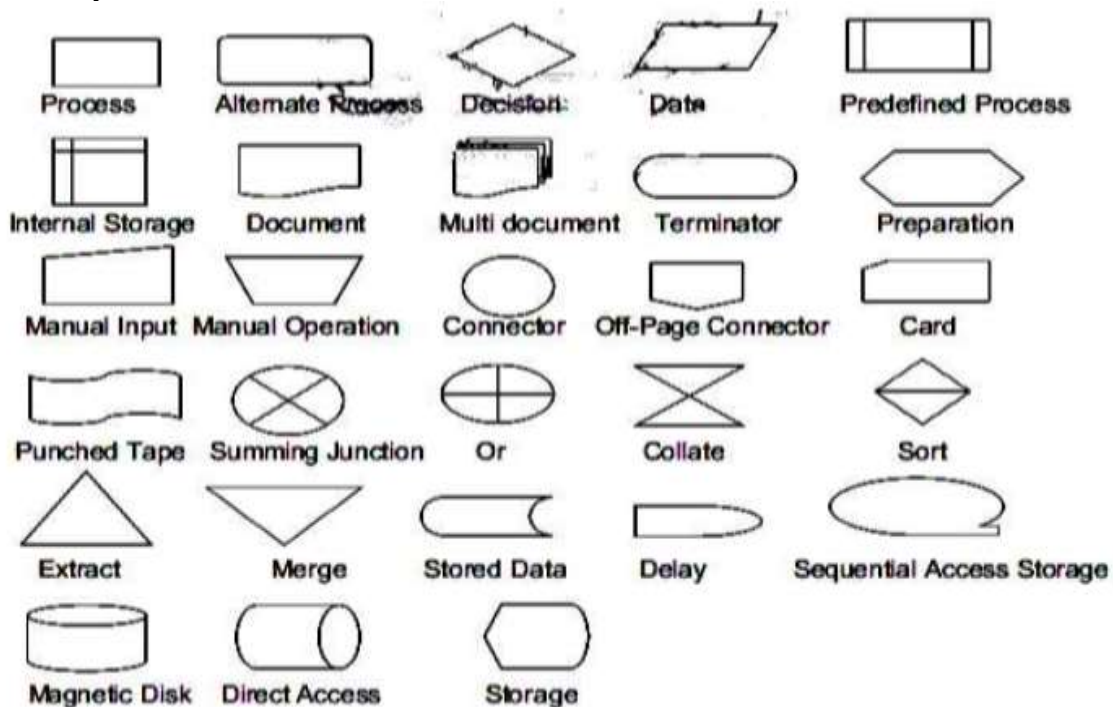 Process Alternate Process Decision Data Predefined Process
Internal Storage Document Multi document Terminator Preparation
Manual Input Manual Operation Connector Off-Page Connector Card
Punched Tape Summing Junction Or Collate Sort
Extract Merge Stored Data Delay Sequential Access Storage
Magnetic Disk Direct Access Storage